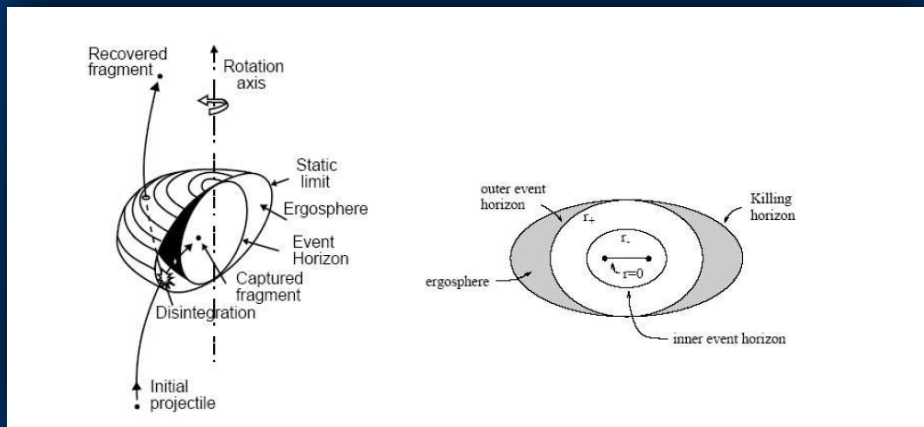 Recovered
fragment
Rotation
axis
Static
limit
Ergosphere
Event
Horizon
Captured
fragment
Disintegration
Initial
projectile
outer event
horizon
r+
Killing
horizon
r-
r=0
ergosphere
inner event horizon